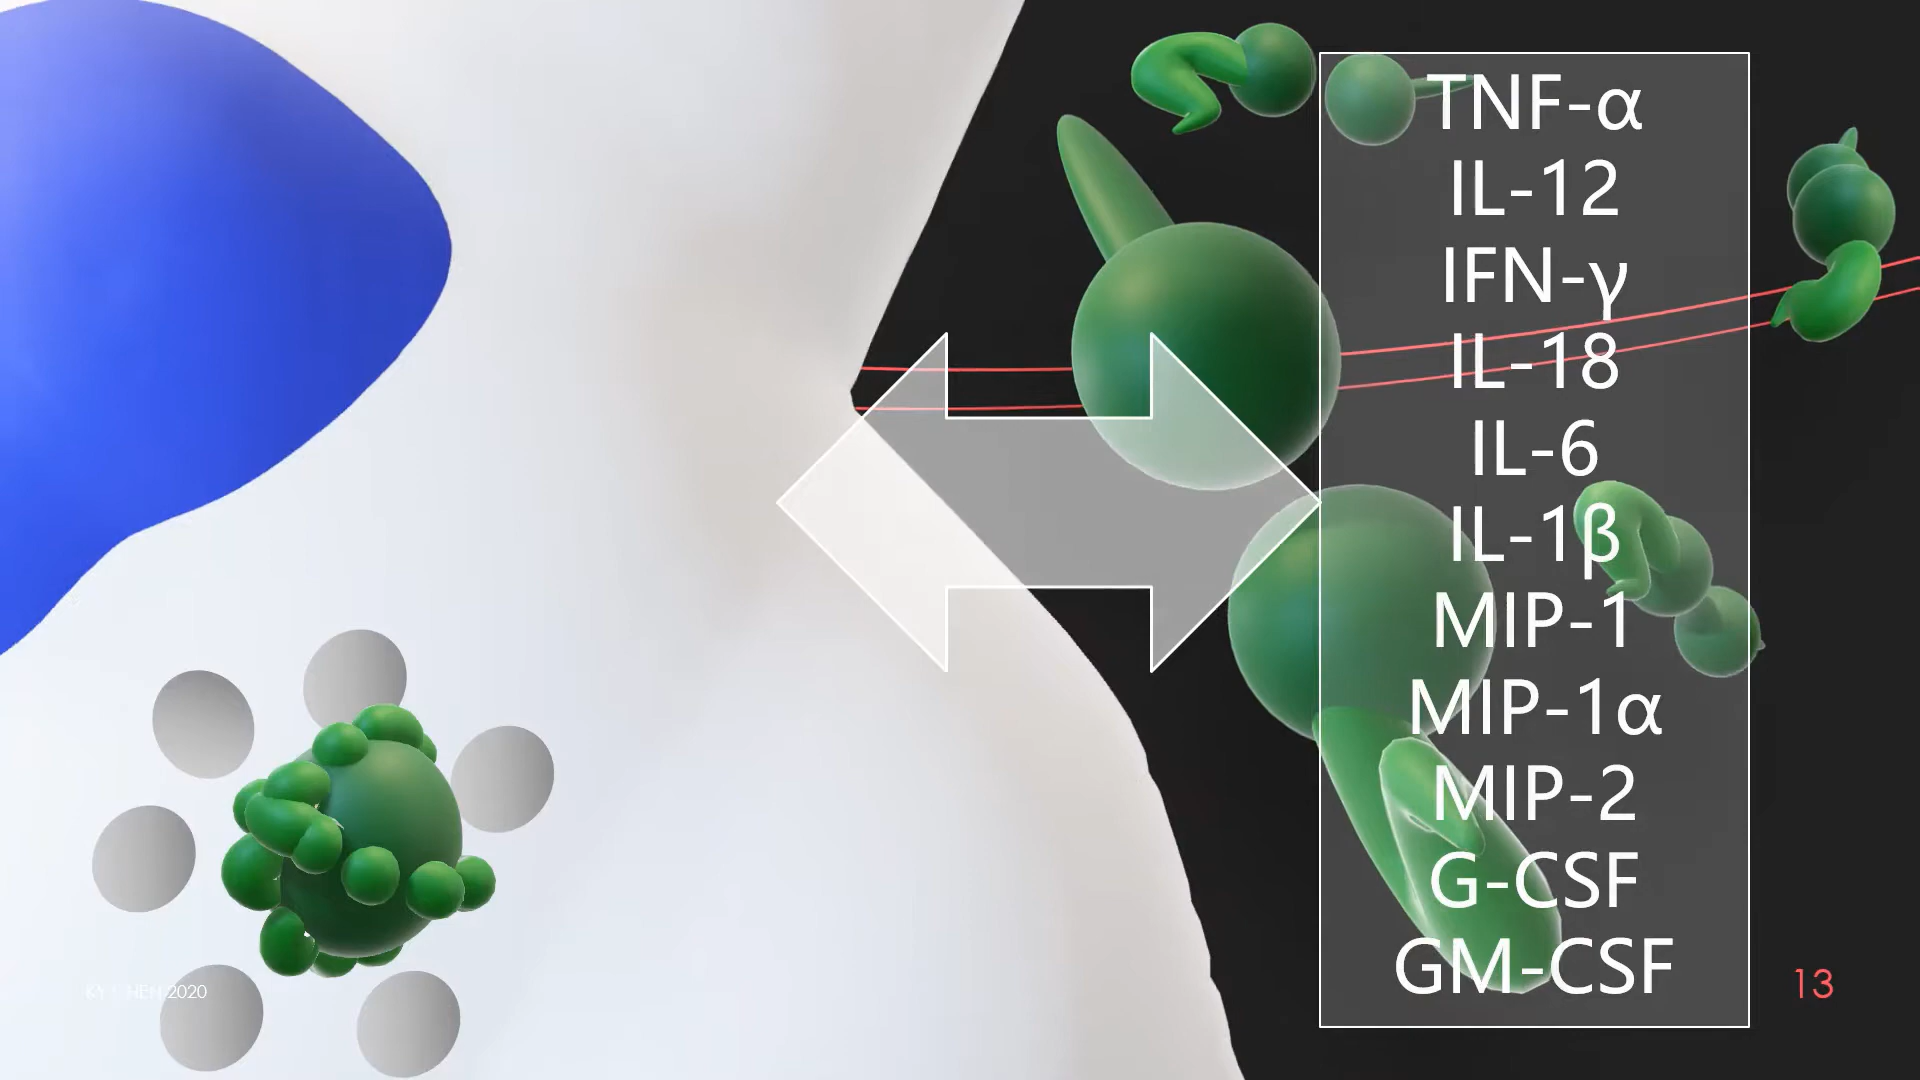 TNF-α
IL-12
IFN-γ
IL-18
IL-6
IL-1β
MIP-1
MIP-1α
MIP-2
G-CSF
GM-CSF
2020
13